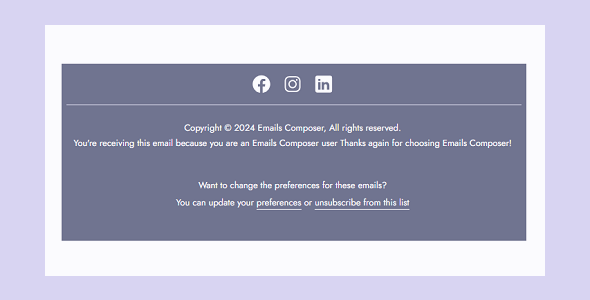 Copyright © 2024 Emails Composer, All rights reserved.
You're receiving this email because you are an Emails Composer user Thanks again for choosing Emails Composer!
Want to change the preferences for these emails?
You can update your preferences or unsubscribe from this list